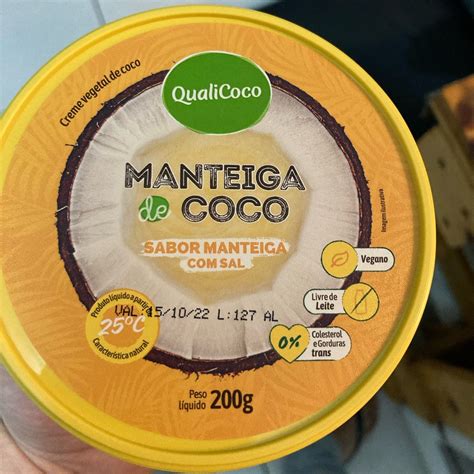 Creme vegetal de coco
QualiCoco
MANTEIGA
de COCO
SABOR MANTEIGA
COM SAL
Imagem ilustrativa
Vegano
Livre de
Leite
0%
Colesterol
e Gorduras
trans
VAL:15/10/22 L:127 AL
Produto líquido a partir
25°C
Característica natural
Peso
líquido 200g